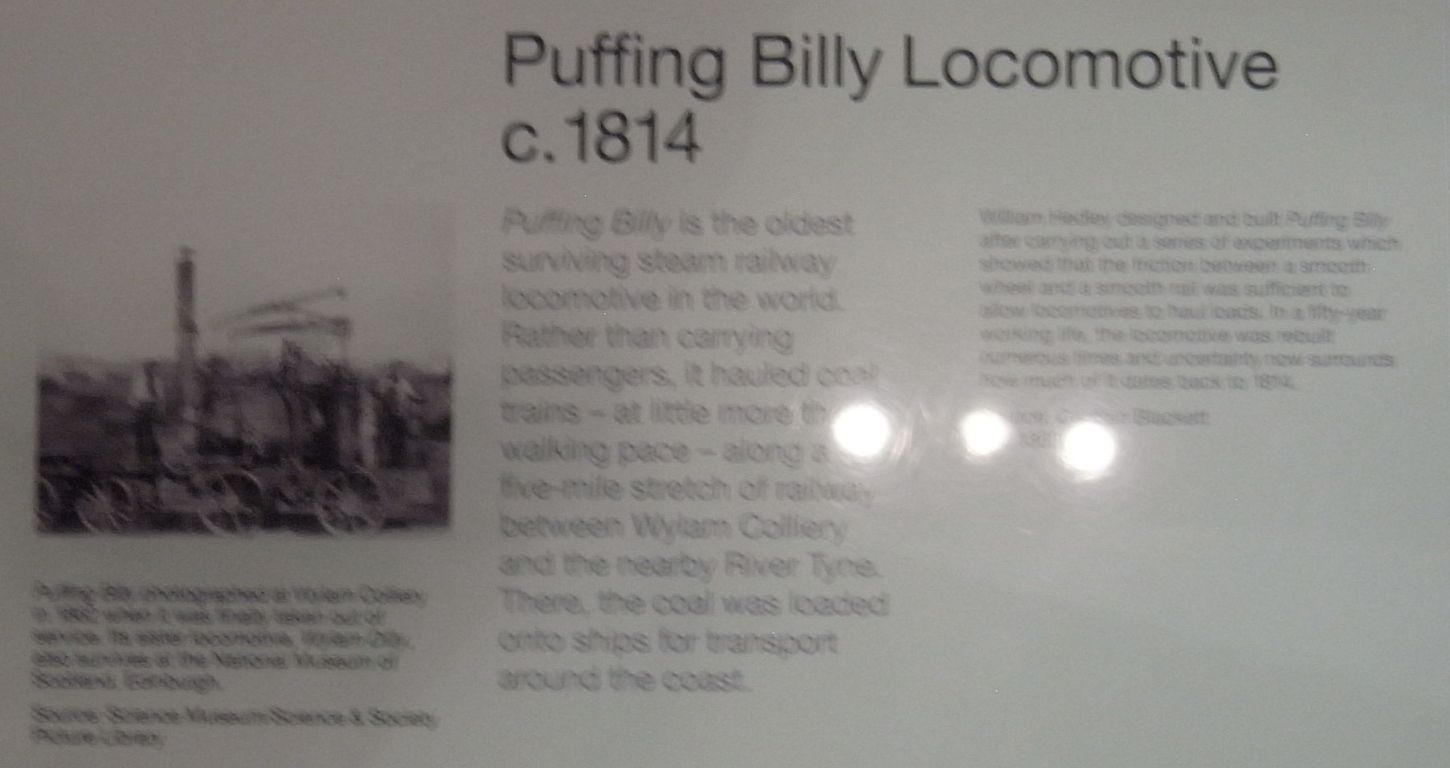 Puffing Billy Locomotive
c.1814
Puffing Billy is the oldest
surviving steam railway
locomotive in the world.
Rather than carrying
passengers, it hauled coal
trains – at little more th
walking pace – along a
five-mile stretch of railway
between Wylam Colliery
and the nearby River Tyne.
There, the coal was loaded
onto ships for transport
around the coast.
William Hedley designed and built Puffing Billy
after carrying out a series of experiments which
showed that the friction between a smooth
wheel and a smooth rail was sufficient to
allow locomotives to haul loads. In a fifty-year
working life, the locomotive was rebuilt
numerous times and uncertainty now surrounds
how much of it dates back to 1814.
Blackett
Puffing Billy photographed at Wylam Colliery
in 1862 when it was finally taken out of
service. Its sister locomotive, Wylam Dilly,
also survives at the National Museum of
Scotland, Edinburgh.
Source: Science Museum/Science & Society
Picture Library